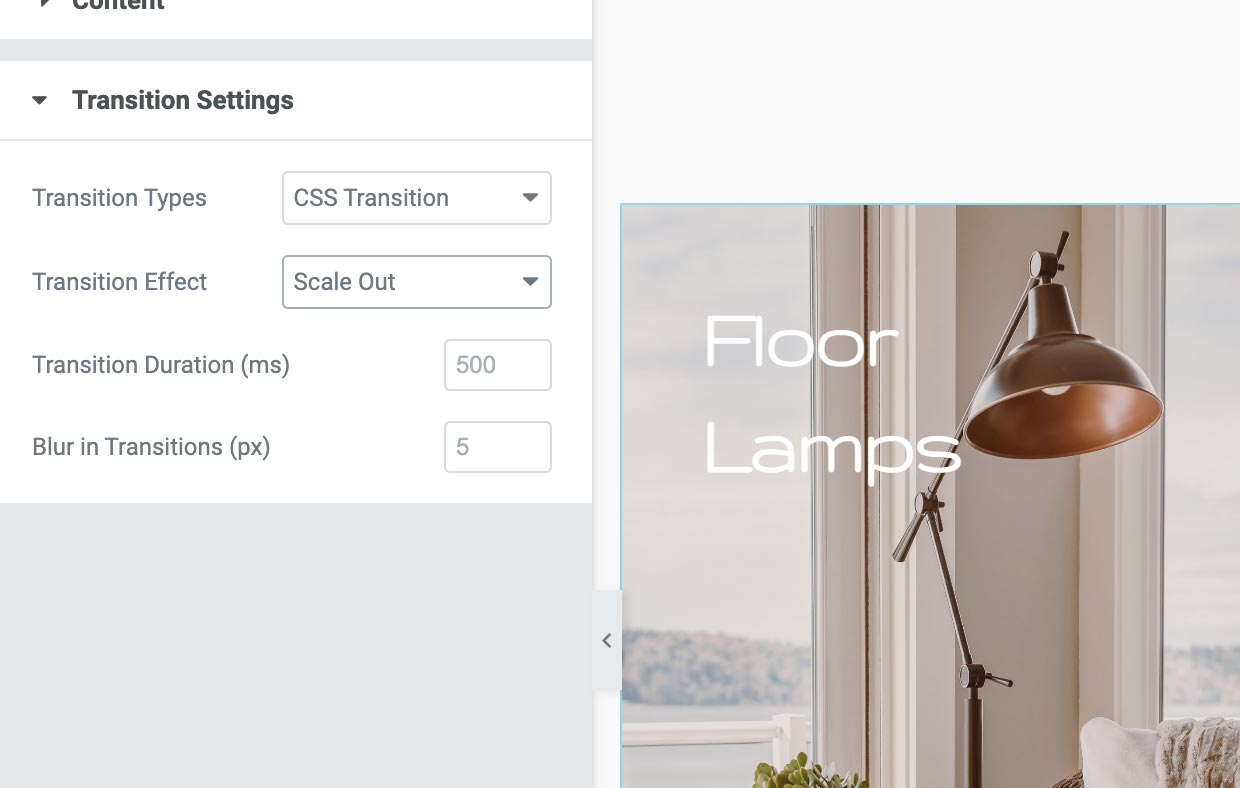 Content
Transition Settings
Transition Types
CSS Transition
Transition Effect
Scale Out
Transition Duration (ms)
500
Blur in Transitions (px)
5
Floor
Lamps